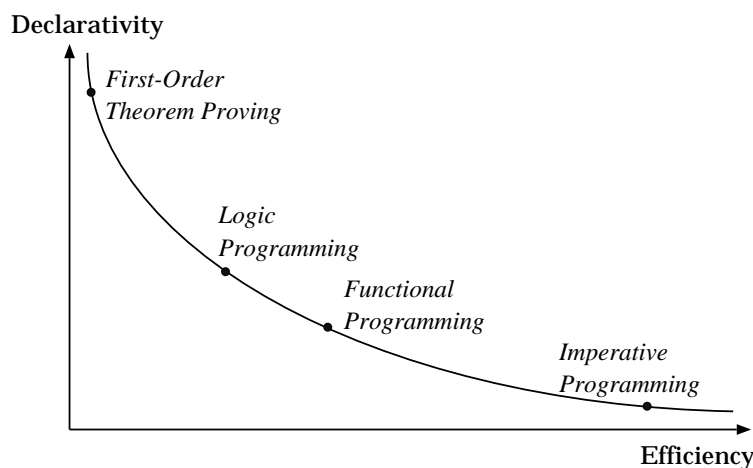 Declarativity
First-Order
Theorem Proving
Logic
Programming
Functional
Programming
Imperative
Programming
Efficiency